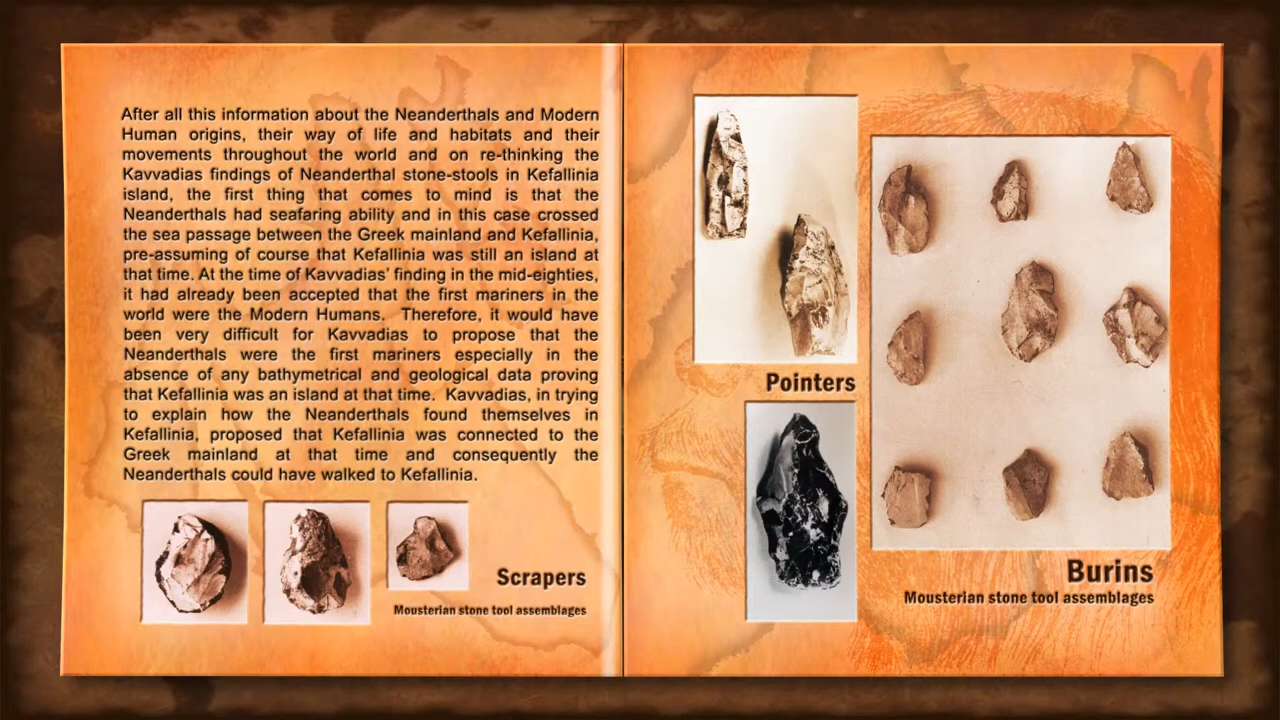 After all this information about the Neanderthals and Modern
Human origins, their way of life and habitats and their
movements throughout the world and on re-thinking the
Kavvadias findings of Neanderthal stone-stools in Kefallinia
island, the first thing that comes to mind is that the
Neanderthals had seafaring ability and in this case crossed
the sea passage between the Greek mainland and Kefallinia,
pre-assuming of course that Kefallinia was still an island at
that time. At the time of Kavvadias' finding in the mid-eighties,
it had already been accepted that the first mariners in the
world were the Modern Humans. Therefore, it would have
been very difficult for Kavvadias to propose that the
Neanderthals were the first mariners especially in the
absence of any bathymetrical and geological data proving
that Kefallinia was an island at that time. Kavvadias, in trying
to explain how the Neanderthals found themselves in
Kefallinia, proposed that Kefallinia was connected to the
Greek mainland at that time and consequently the
Neanderthals could have walked to Kefallinia.
Scrapers
Mousterian stone tool assemblages
Pointers
Burins
Mousterian stone tool assemblages